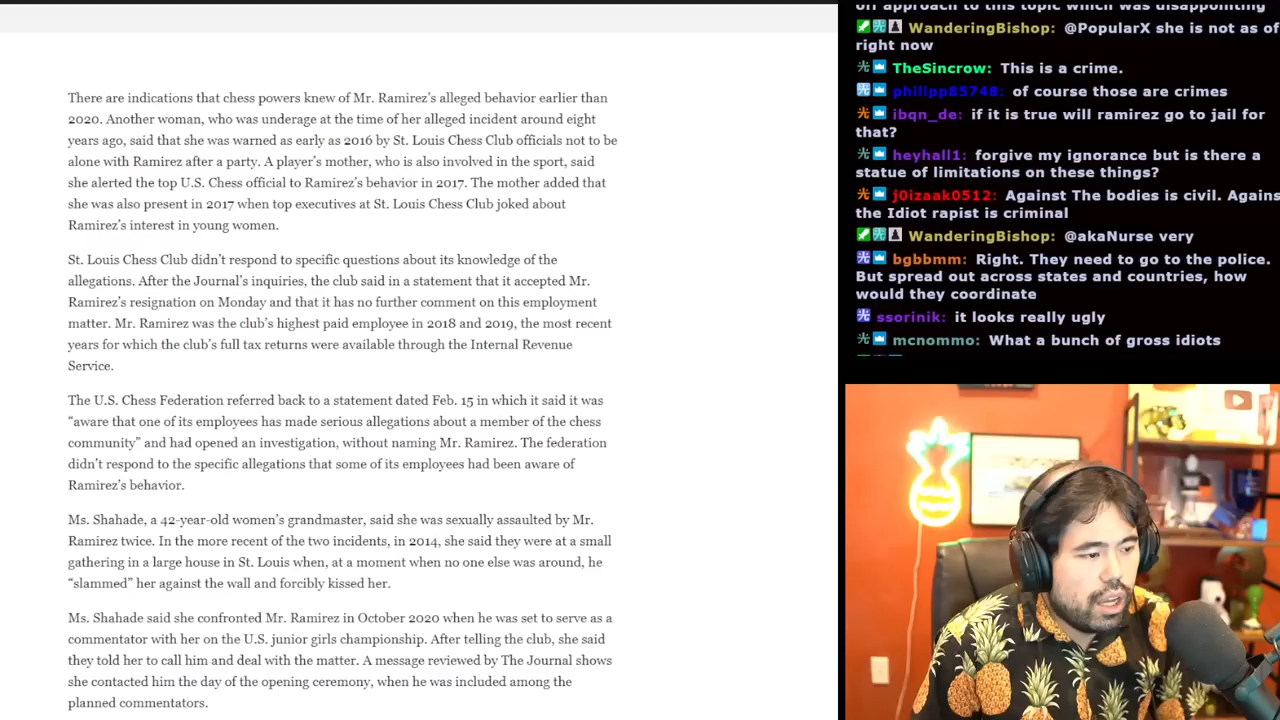 There are indications that chess powers knew of Mr. Ramirez’s alleged behavior earlier than
2020. Another woman, who was underage at the time of her alleged incident around eight
years ago, said that she was warned as early as 2016 by St. Louis Chess Club officials not to be
alone with Ramirez after a party. A player’s mother, who is also involved in the sport, said
she alerted the top U.S. Chess official to Ramirez’s behavior in 2017. The mother added that
she was also present in 2017 when top executives at St. Louis Chess Club joked about
Ramirez’s interest in young women.
St. Louis Chess Club didn’t respond to specific questions about its knowledge of the
allegations. After the Journal’s inquiries, the club said in a statement that it accepted Mr.
Ramirez’s resignation on Monday and that it has no further comment on this employment
matter. Mr. Ramirez was the club’s highest paid employee in 2018 and 2019, the most recent
years for which the club’s full tax returns were available through the Internal Revenue
Service.
The U.S. Chess Federation referred back to a statement dated Feb. 15 in which it said it was
“aware that one of its employees has made serious allegations about a member of the chess
community” and had opened an investigation, without naming Mr. Ramirez. The federation
didn’t respond to the specific allegations that some of its employees had been aware of
Ramirez’s behavior.
Ms. Shahade, a 42-year-old women’s grandmaster, said she was sexually assaulted by Mr.
Ramirez twice. In the more recent of the two incidents, in 2014, she said they were at a small
gathering in a large house in St. Louis when, at a moment when no one else was around, he
“slammed” her against the wall and forcibly kissed her.
Ms. Shahade said she confronted Mr. Ramirez in October 2020 when he was set to serve as a
commentator with her on the U.S. junior girls championship. After telling the club, she said
they told her to call him and deal with the matter. A message reviewed by The Journal shows
she contacted him the day of the opening ceremony, when he was included among the
planned commentators.
off approach to this topic which was disappointing
WanderingBishop: @PopularX she is not as of
right now
TheSincrow: This is a crime.
philipp85748: of course those are crimes
ibqn_de: if it is true will ramirez go to jail for
that?
heyhall1: forgive my ignorance but is there a
statue of limitations on these things?
j0izaak0512: Against The bodies is civil. Agains
the Idiot rapist is criminal
WanderingBishop: @akaNurse very
bgbbmm: Right. They need to go to the police.
But spread out across states and countries, how
would they coordinate
ssorinik: it looks really ugly
mcnommo: What a bunch of gross idiots